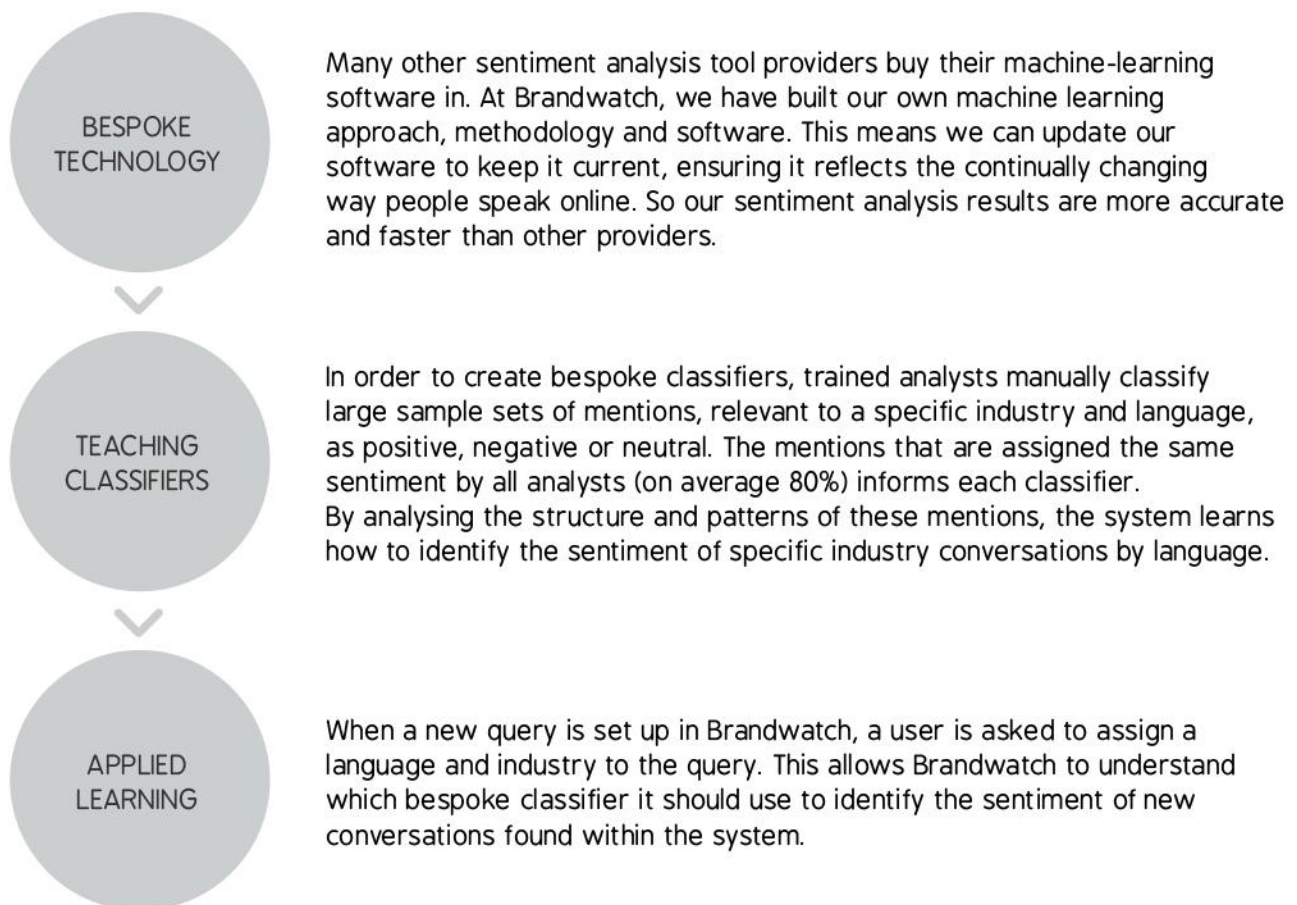 BESPOKE
TECHNOLOGY
Many other sentiment analysis tool providers buy their machine-learning
software in. At Brandwatch, we have built our own machine learning
approach, methodology and software. This means we can update our
software to keep it current, ensuring it reflects the continually changing
way people speak online. So our sentiment analysis results are more accurate
and faster than other providers.
TEACHING
CLASSIFIERS
In order to create bespoke classifiers, trained analysts manually classify
large sample sets of mentions, relevant to a specific industry and language,
as positive, negative or neutral. The mentions that are assigned the same
sentiment by all analysts (on average 80%) informs each classifier.
By analysing the structure and patterns of these mentions, the system learns
how to identify the sentiment of specific industry conversations by language.
APPLIED
LEARNING
When a new query is set up in Brandwatch, a user is asked to assign a
language and industry to the query. This allows Brandwatch to understand
which bespoke classifier it should use to identify the sentiment of new
conversations found within the system.